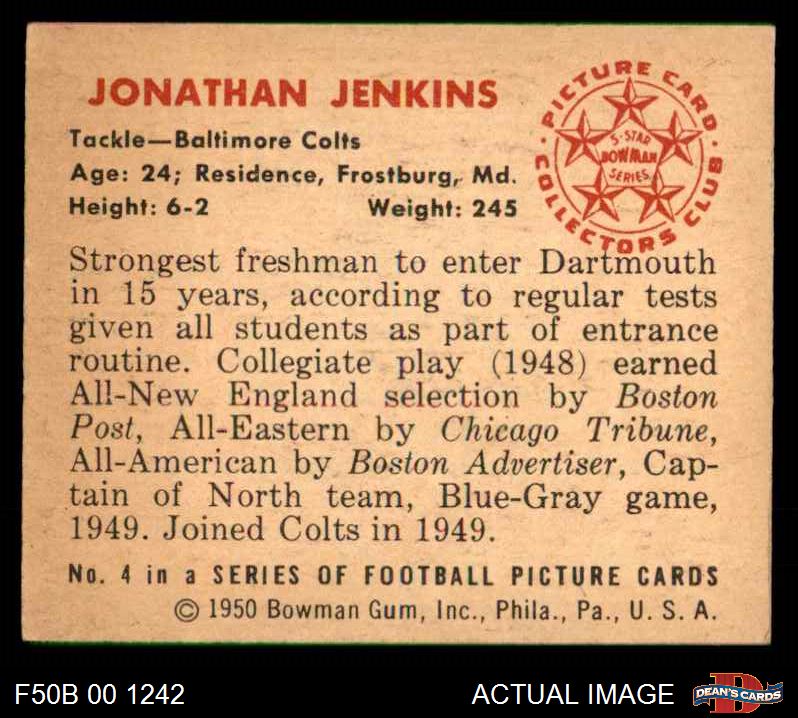 JONATHAN JENKINS
Tackle—Baltimore Colts
Age: 24; Residence, Frostburg, Md.
Height: 6-2 Weight: 245
PICTURE CARD
COLLECTORS CLUB
5-STAR
BOWMAN
SERIES
Strongest freshman to enter Dartmouth
in 15 years, according to regular tests
given all students as part of entrance
routine. Collegiate play (1948) earned
All-New England selection by Boston
Post, All-Eastern by Chicago Tribune,
All-American by Boston Advertiser, Cap-
tain of North team, Blue-Gray game,
1949. Joined Colts in 1949.
No. 4 in a SERIES OF FOOTBALL PICTURE CARDS
© 1950 Bowman Gum, Inc., Phila., Pa., U. S. A.
F50B 00 1242 ACTUAL IMAGE
D
DEAN'S CARDS